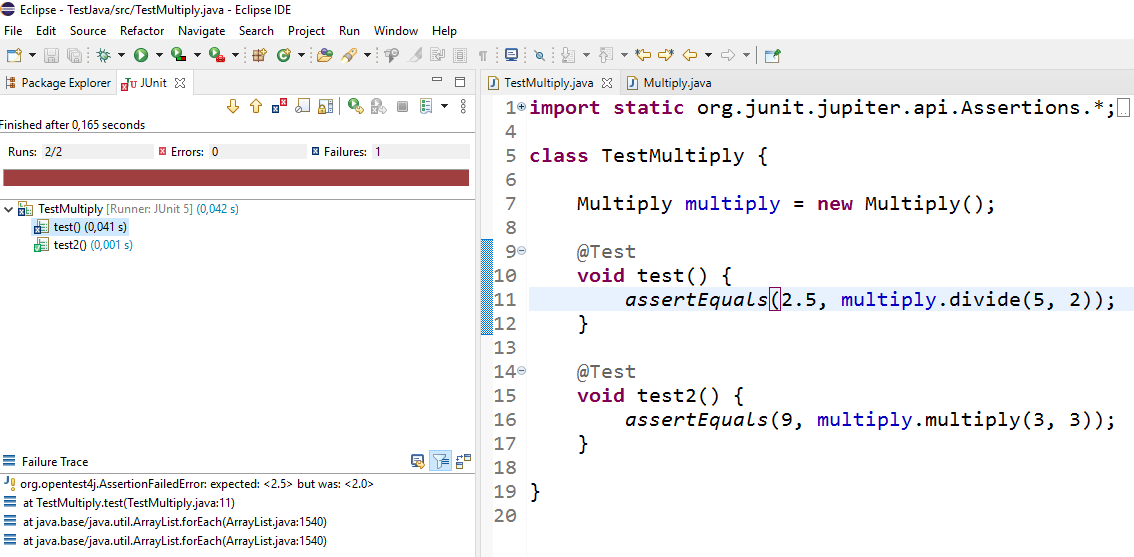 Eclipse - TestJava/src/TestMultiply.java - Eclipse IDE
File Edit Source Refactor Navigate Search Project Run Window Help
Package Explorer JUnit
Finished after 0,165 seconds
Runs: 2/2 Errors: 0 Failures: 1
TestMultiply [Runner: JUnit 5] (0,042 s)
test() (0,041 s)
test2() (0,001 s)
Failure Trace
org.opentest4j.AssertionFailedError: expected: <2.5> but was: <2.0>
at TestMultiply.test(TestMultiply.java:11)
at java.base/java.util.ArrayList.forEach(ArrayList.java:1540)
at java.base/java.util.ArrayList.forEach(ArrayList.java:1540)
TestMultiply.java Multiply.java
1 import static org.junit.jupiter.api.Assertions.*;
4
5 class TestMultiply {
6
7 Multiply multiply = new Multiply();
8
9 @Test
10 void test() {
11 assertEquals(2.5, multiply.divide(5, 2));
12 }
13
14 @Test
15 void test2() {
16 assertEquals(9, multiply.multiply(3, 3));
17 }
18
19 }
20